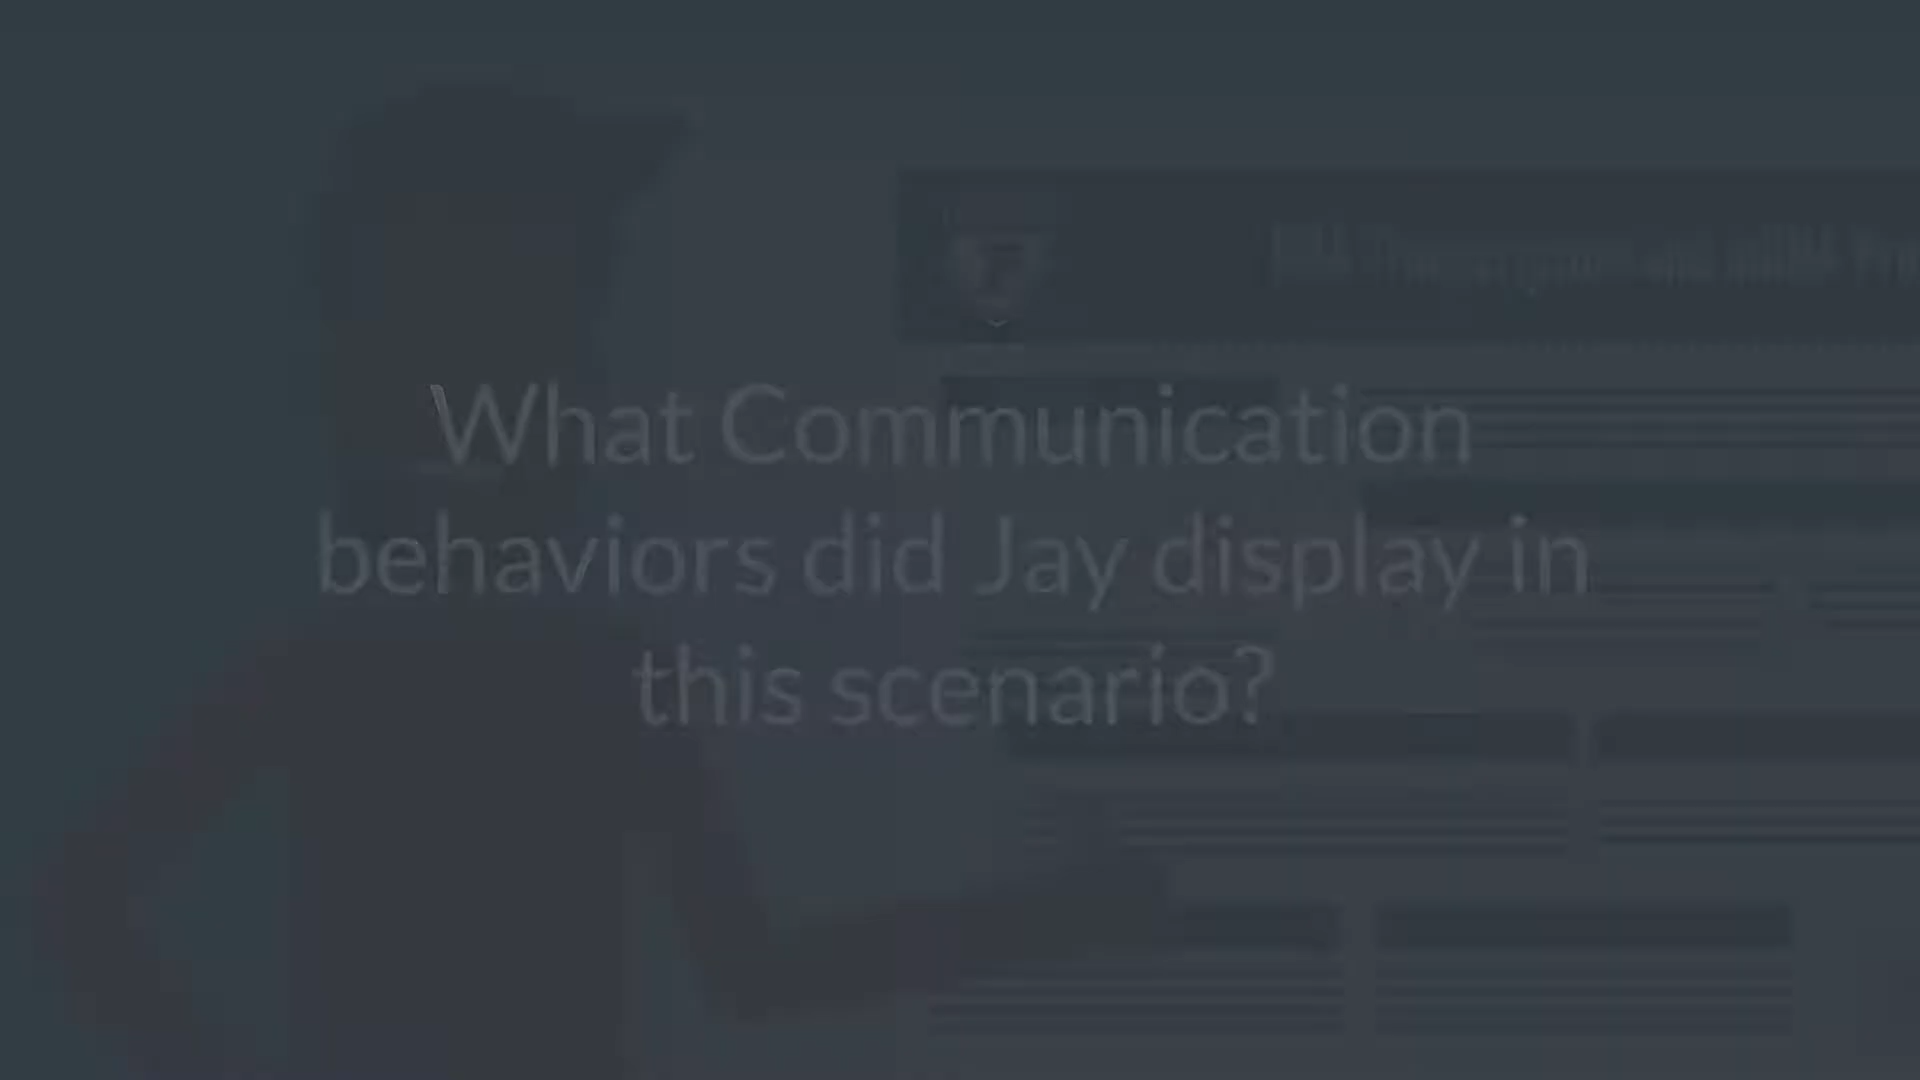 What Communication
behaviors did Jay display in
this scenario?